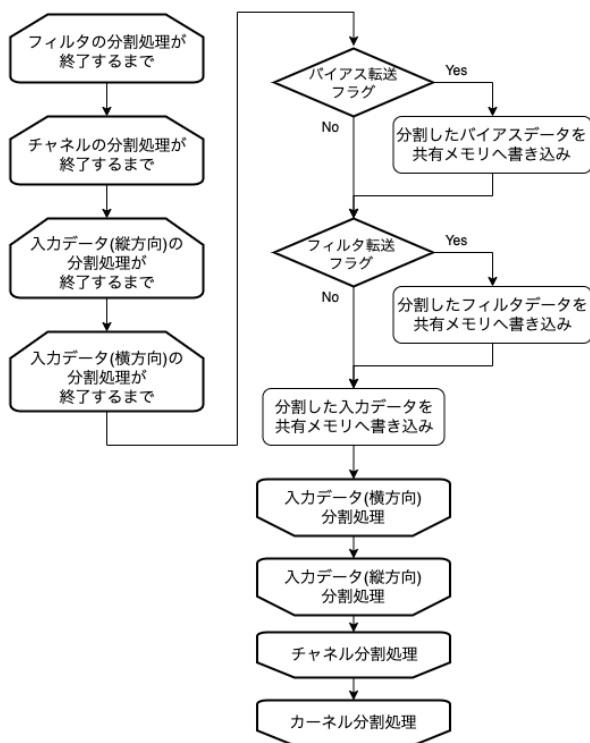 フィルタの分割処理が
終了するまで
チャネルの分割処理が
終了するまで
入力データ(縦方向)の
分割処理が
終了するまで
入力データ(横方向)の
分割処理が
終了するまで
バイアス転送
フラグ
Yes
No
分割したバイアスデータを
共有メモリへ書き込み
フィルタ転送
フラグ
Yes
No
分割したフィルタデータを
共有メモリへ書き込み
分割した入力データを
共有メモリへ書き込み
入力データ(横方向)
分割処理
入力データ(縦方向)
分割処理
チャネル分割処理
カーネル分割処理